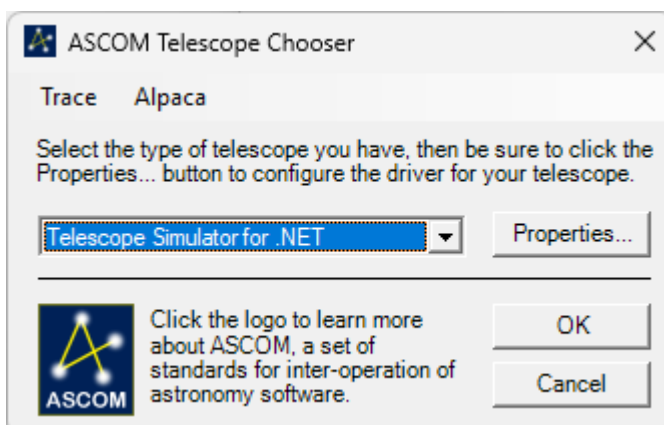 ASCOM Telescope Chooser
Trace Alpaca
Select the type of telescope you have, then be sure to click the
Properties... button to configure the driver for your telescope.
Telescope Simulator for .NET
Properties...
Click the logo to learn more
about ASCOM, a set of
standards for inter-operation of
astronomy software.
ASCOM
OK
Cancel